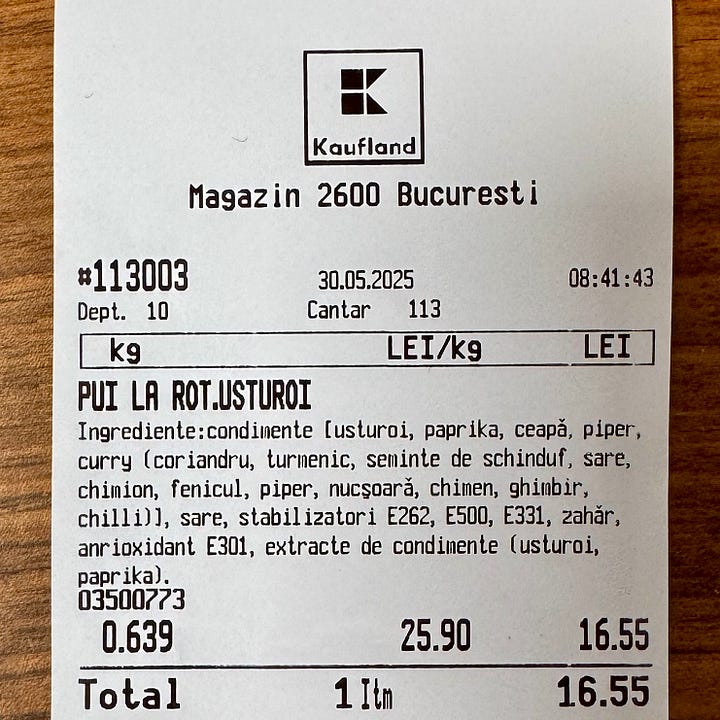 Kaufland
Magazin 2600 Bucuresti
#113003 30.05.2025 08:41:43
Dept. 10 Cantar 113
kg LEI/kg LEI
PUI LA ROT.USTUROI
Ingrediente:condimente [usturoi, paprika, ceapă, piper,
curry (coriandru, turmenic, seminte de schinduf, sare,
chimion, fenicul, piper, nucşoară, chimen, ghimbir,
chilli)], sare, stabilizatori E262, E500, E331, zahăr,
anrioxidant E301, extracte de condimente (usturoi,
paprika).
03500773
0.639 25.90 16.55
Total 1 Itm 16.55